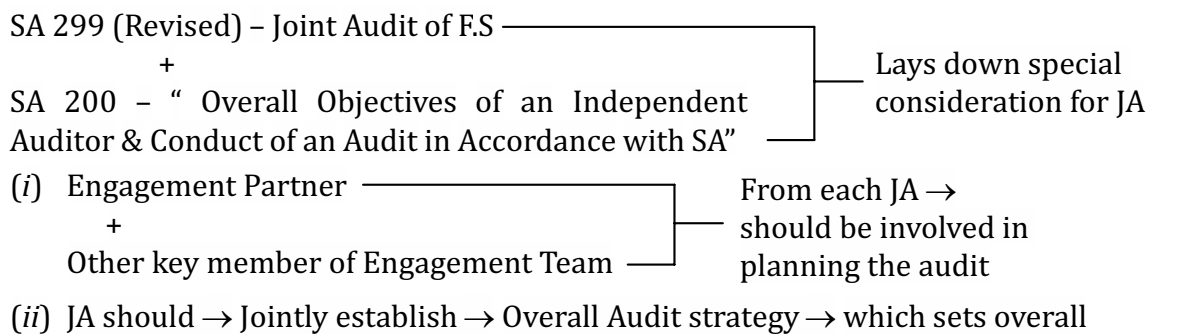 SA 299 (Revised) – Joint Audit of F.S
+
SA 200 – “ Overall Objectives of an Independent
Auditor & Conduct of an Audit in Accordance with SA”
Lays down special
consideration for JA
(i) Engagement Partner
+
Other key member of Engagement Team
From each JA →
should be involved in
planning the audit
(ii) JA should → Jointly establish → Overall Audit strategy → which sets overall